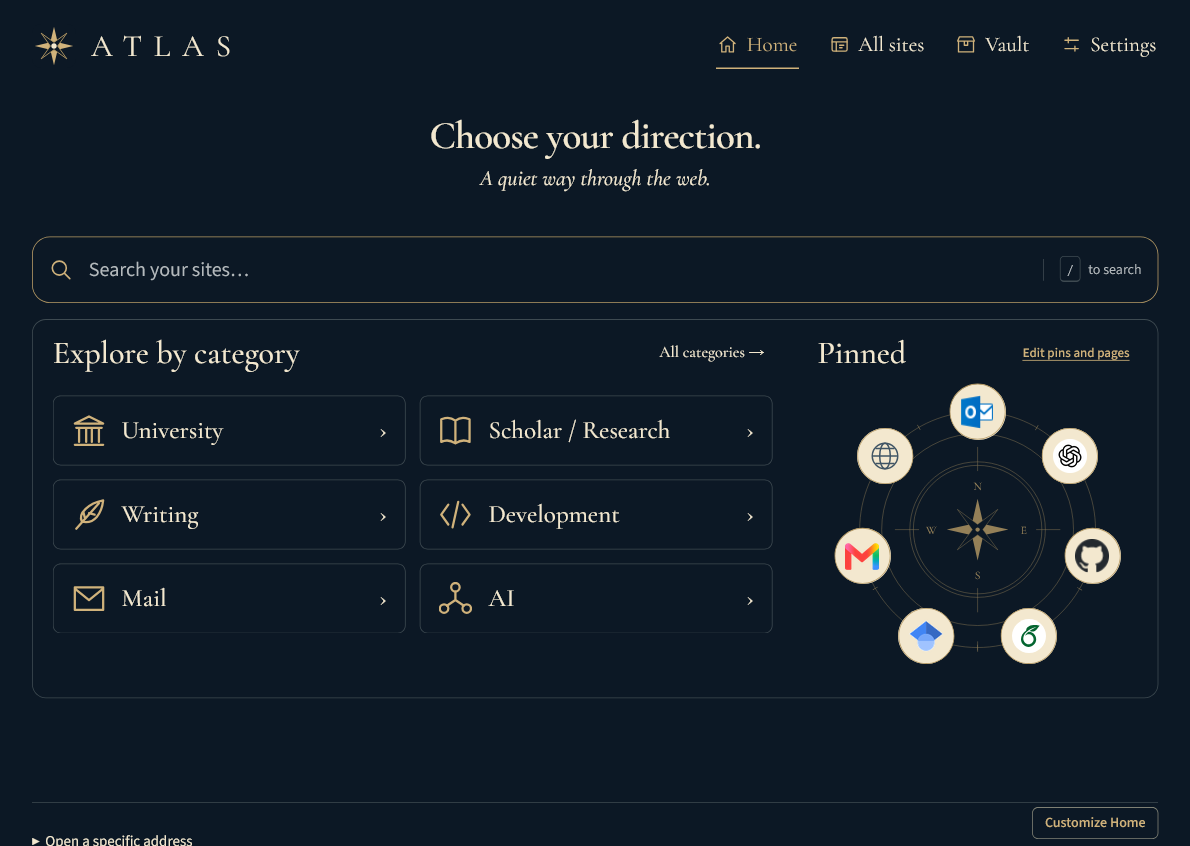 ATLAS
Home
All sites
Vault
Settings
Choose your direction.
A quiet way through the web.
Search your sites…
/ to search
Explore by category
All categories →
University ›
Scholar / Research ›
Writing ›
Development ›
Mail ›
AI ›
Pinned
Edit pins and pages
N
W
E
S
Customize Home
▸ Open a specific address